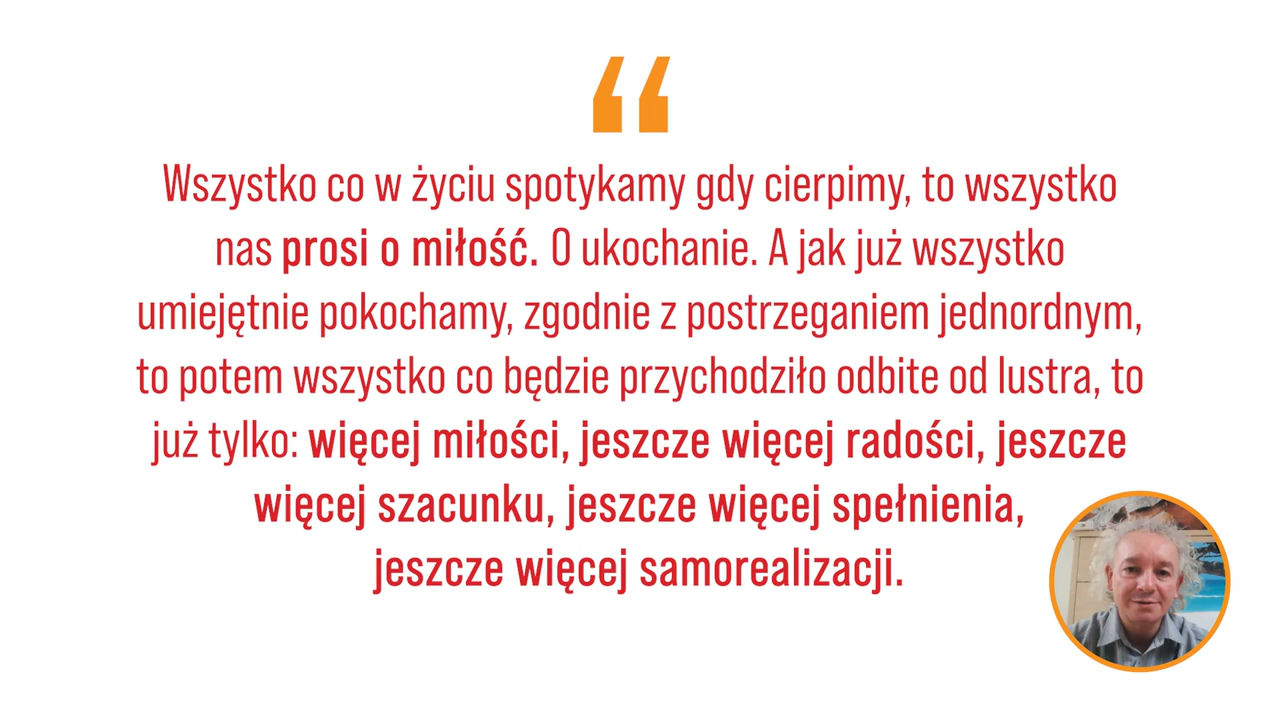 “
Wszystko co w życiu spotykamy gdy cierpimy, to wszystko
nas prosi o miłość. O ukochanie. A jak już wszystko
umiejętnie pokochamy, zgodnie z postrzeganiem jednordnym,
to potem wszystko co będzie przychodziło odbite od lustra, to
już tylko: więcej miłości, jeszcze więcej radości, jeszcze
więcej szacunku, jeszcze więcej spełnienia,
jeszcze więcej samorealizacji.